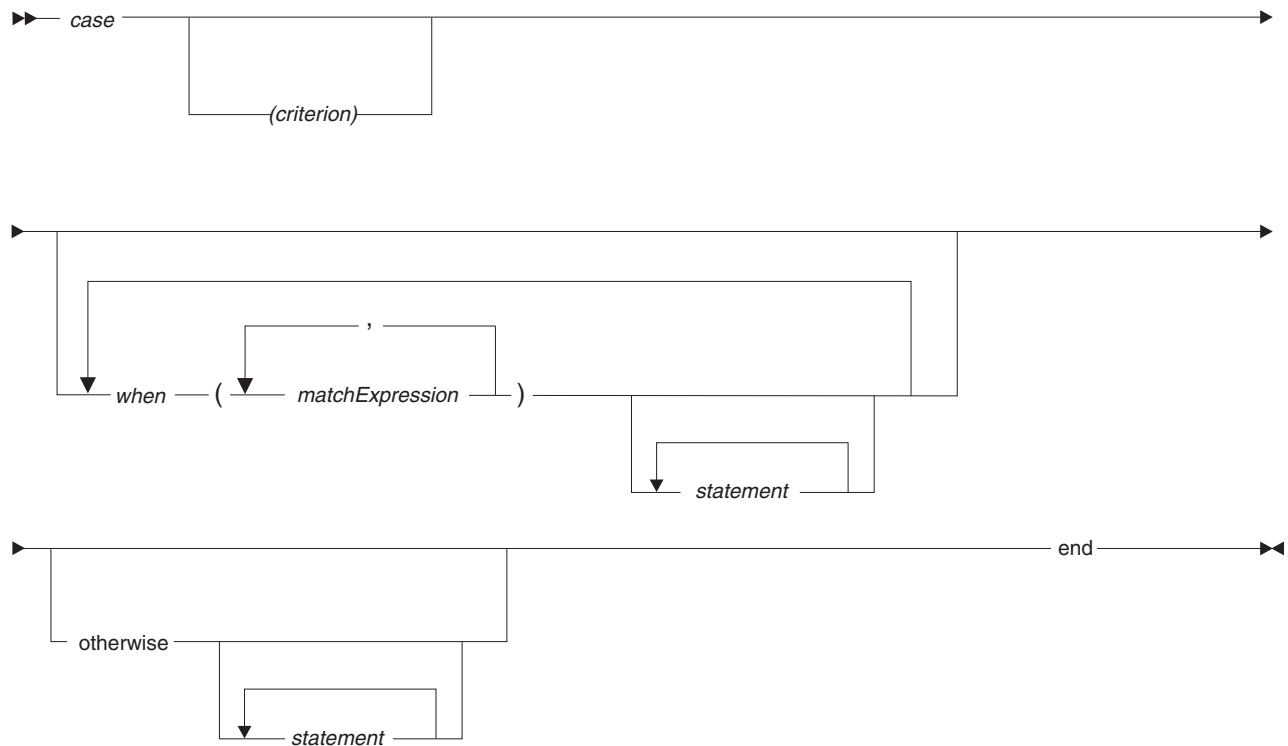 case
(criterion)
,
when ( matchExpression )
statement
end
otherwise
statement